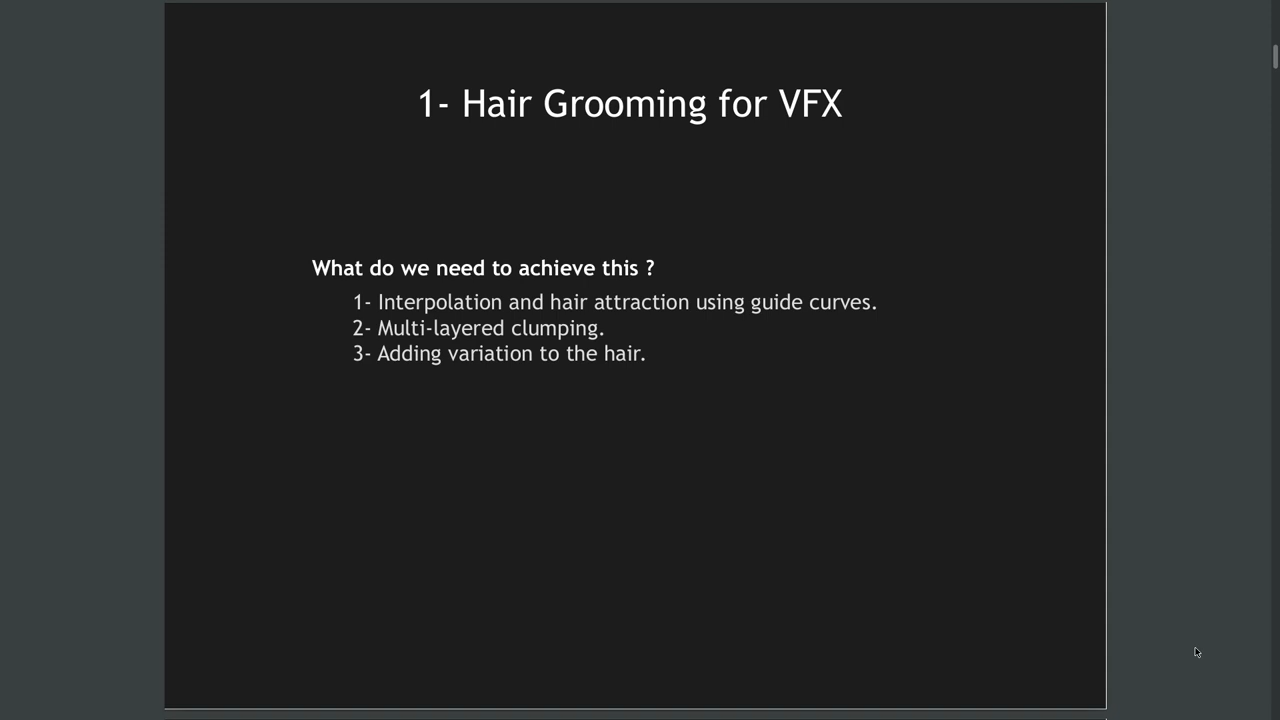 1- Hair Grooming for VFX
What do we need to achieve this ?
1- Interpolation and hair attraction using guide curves.
2- Multi-layered clumping.
3- Adding variation to the hair.